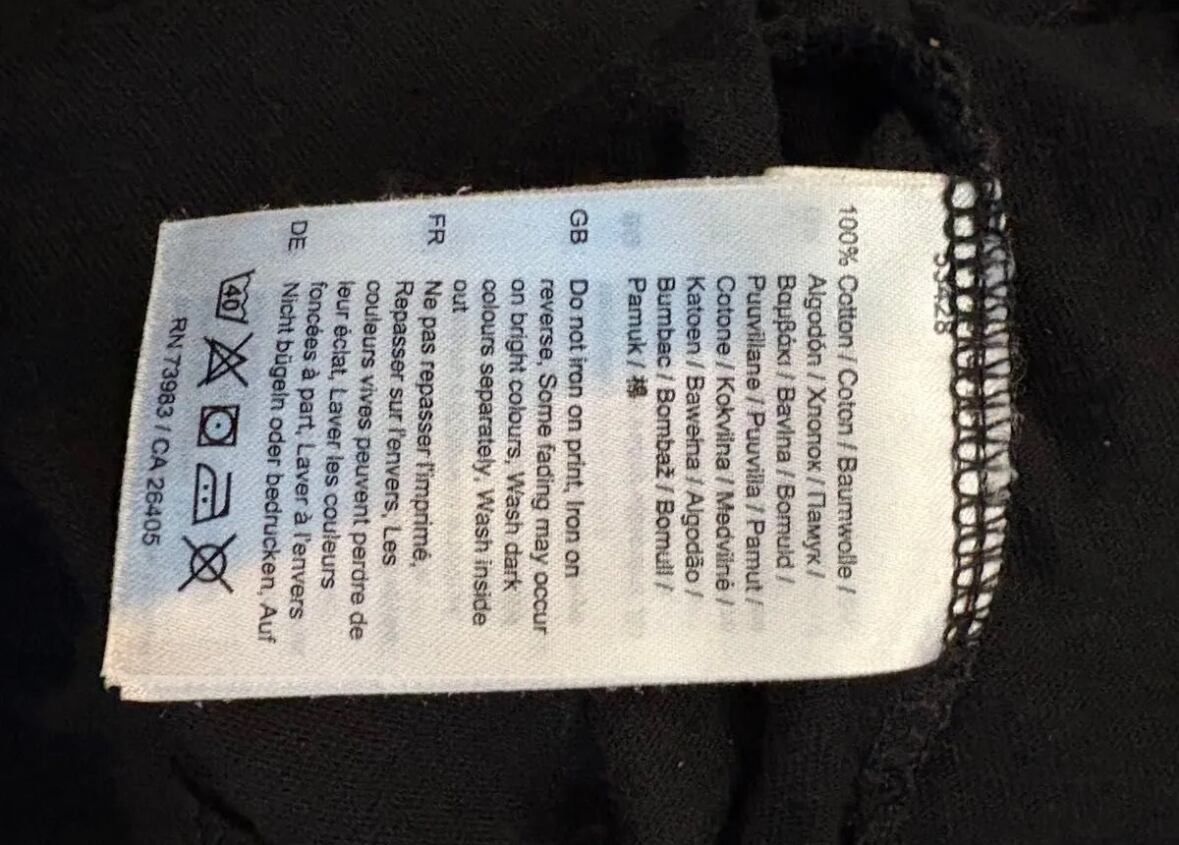 53428
100% Cotton / Coton / Baumwolle /
Algodón / Хлопок / Памук /
Βαμβάκι / Bavlna / Bomuld /
Puuvillane / Puuvilla / Pamut /
Cotone / Kokvilna / Medvilnė /
Katoen / Bawełna / Algodão /
Bumbac / Bombaž / Bomull /
Pamuk / 棉
GB Do not iron on print, Iron on
reverse, Some fading may occur
on bright colours, Wash dark
colours separately, Wash inside
out
FR Ne pas repasser l'imprimé,
Repasser sur l'envers, Les
couleurs vives peuvent perdre de
leur éclat, Laver les couleurs
foncées à part, Laver à l'envers
DE Nicht bügeln oder bedrucken, Auf
40
RN 73983 / CA 26405